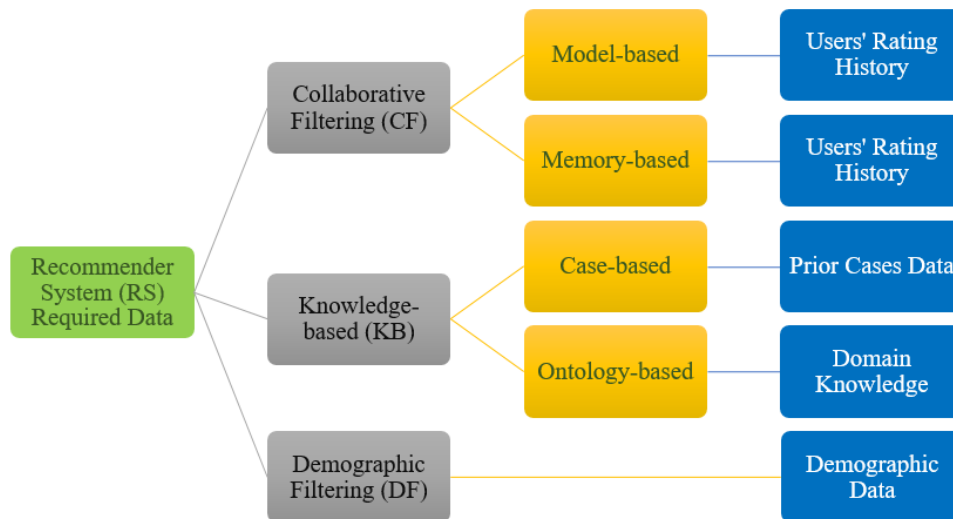 Recommender
System (RS)
Required Data
Collaborative
Filtering (CF)
Model-based
Users' Rating
History
Memory-based
Users' Rating
History
Knowledge-
based (KB)
Case-based
Prior Cases Data
Ontology-based
Domain
Knowledge
Demographic
Filtering (DF)
Demographic
Data